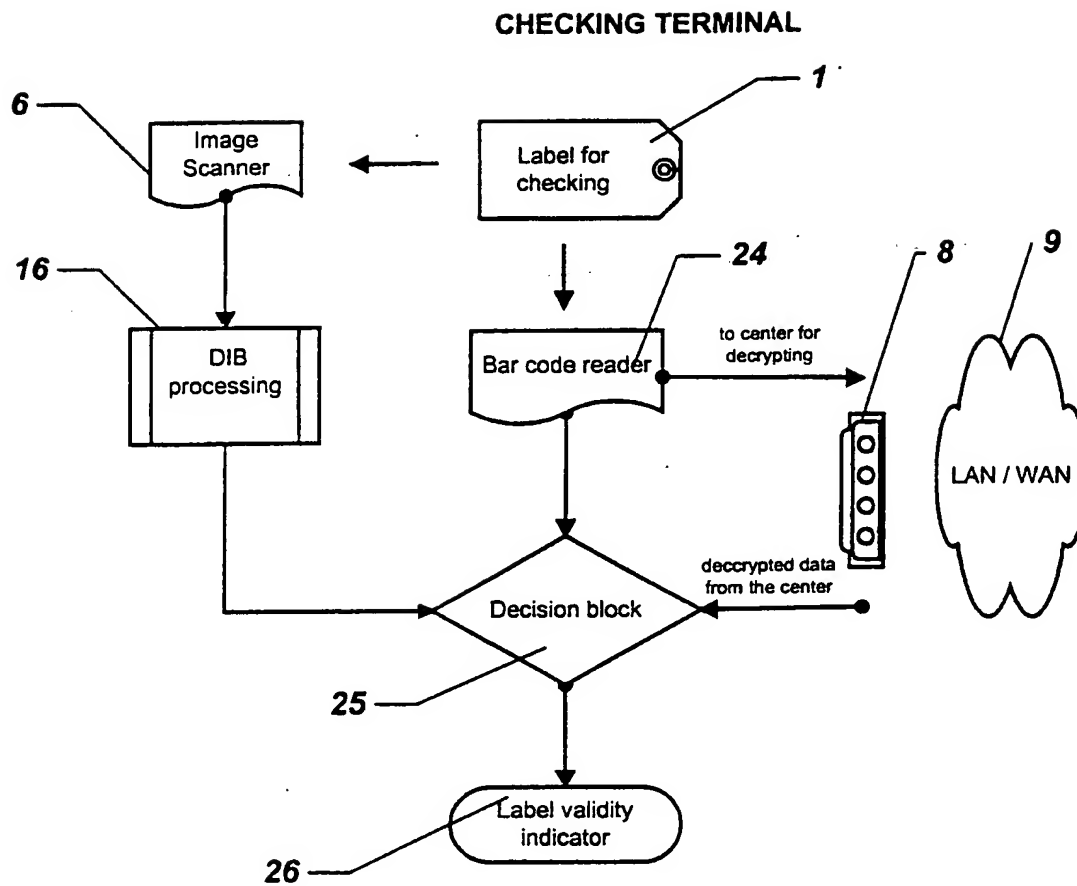 CHECKING TERMINAL
1
6
Image
Scanner
Label for
checking
16
24
8
9
DIB
processing
Bar code reader
to center for
decrypting
LAN / WAN
deccrypted data
from the center
Decision block
25
Label validity
indicator
26